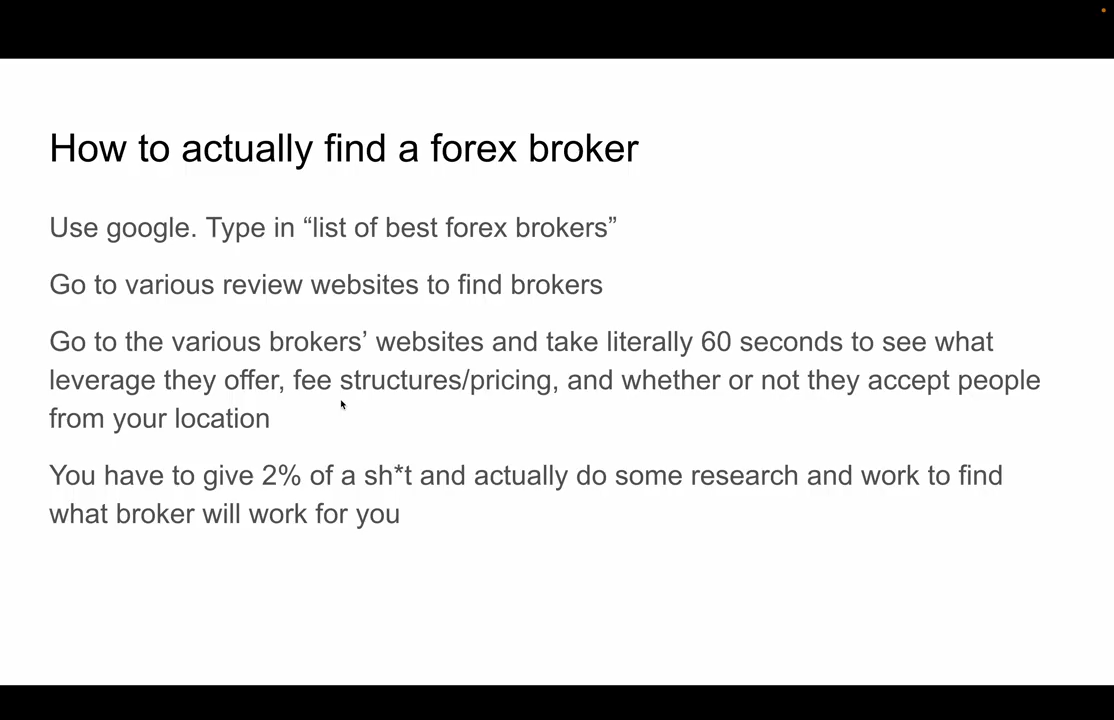 How to actually find a forex broker
Use google. Type in “list of best forex brokers”
Go to various review websites to find brokers
Go to the various brokers’ websites and take literally 60 seconds to see what
leverage they offer, fee structures/pricing, and whether or not they accept people
from your location
You have to give 2% of a sh*t and actually do some research and work to find
what broker will work for you